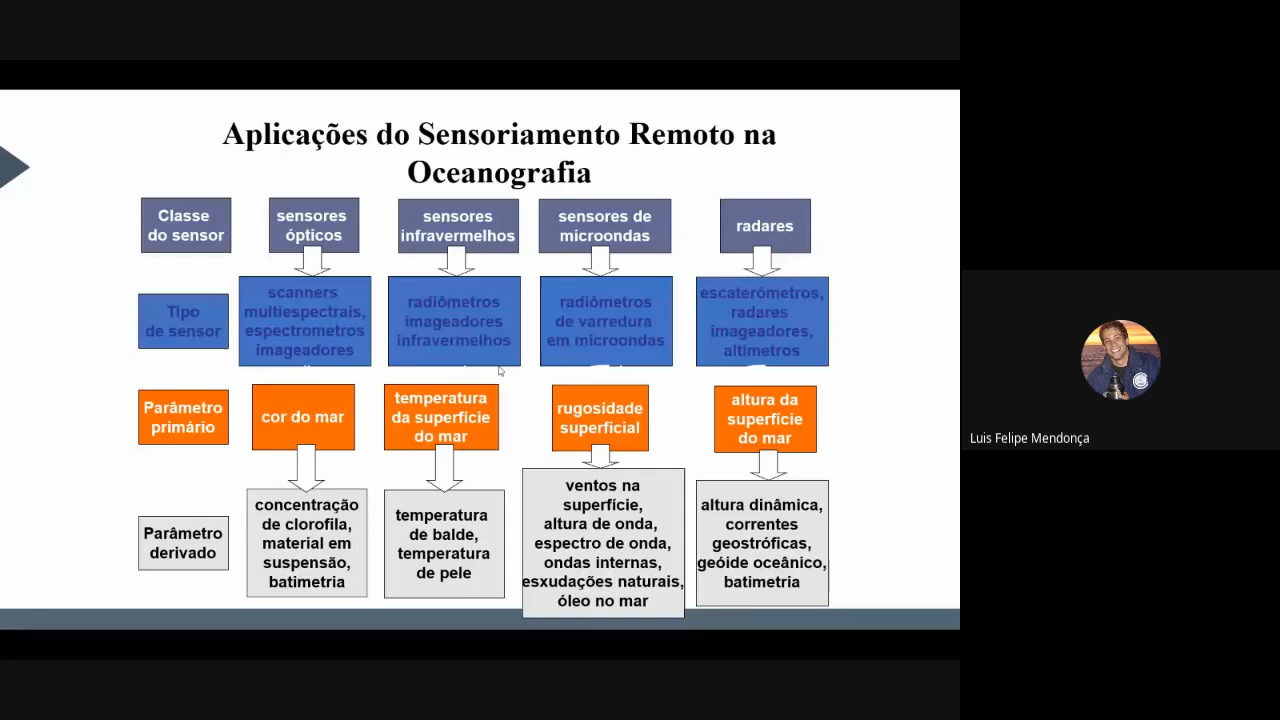 Aplicações do Sensoriamento Remoto na
Oceanografia
Classe
do sensor
sensores
ópticos
sensores
infravermelhos
sensores de
microondas
radares
Tipo
de sensor
scanners
multiespectrais,
espectrometros
imageadores
radiômetros
imageadores
infravermelhos
radiômetros
de varredura
em microondas
escaterômetros,
radares
imageadores,
altímetros
Parâmetro
primário
cor do mar
temperatura
da superfície
do mar
rugosidade
superficial
altura da
superfície
do mar
Parâmetro
derivado
concentração
de clorofila,
material em
suspensão,
batimetria
temperatura
de balde,
temperatura
de pele
ventos na
superfície,
altura de onda,
espectro de onda,
ondas internas,
esxudações naturais,
óleo no mar
altura dinâmica,
correntes
geostróficas,
geóide oceânico,
batimetria
Luis Felipe Mendonça